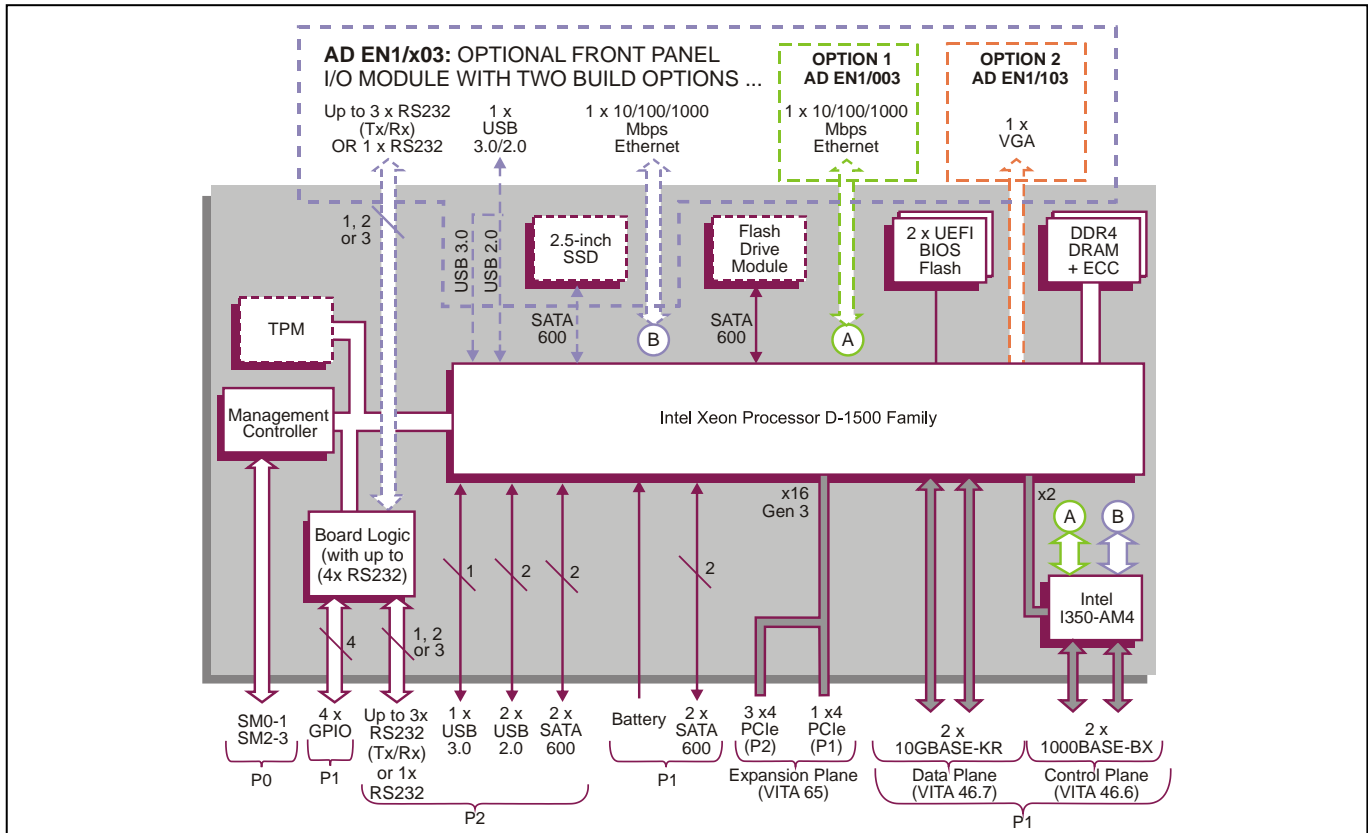 AD EN1/x03: OPTIONAL FRONT PANEL
I/O MODULE WITH TWO BUILD OPTIONS ...
OPTION 1
AD EN1/003
OPTION 2
AD EN1/103
Up to 3 x RS232
(Tx/Rx)
OR 1 x RS232
1 x
USB
3.0/2.0
1 x 10/100/1000
Mbps
Ethernet
1 x 10/100/1000
Mbps
Ethernet
1 x
VGA
1, 2
or 3
USB 3.0
USB 2.0
2.5-inch
SSD
Flash
Drive
Module
2 x UEFI
BIOS
Flash
DDR4
DRAM
+ ECC
TPM
SATA
600
B
SATA
600
A
Management
Controller
Intel Xeon Processor D-1500 Family
x16
Gen 3
x2
A
B
Board Logic
(with up to
(4x RS232)
1
2
2
2
Intel
I350-AM4
4
1, 2
or 3
SM0-1
SM2-3
4 x
GPIO
Up to 3x
RS232
(Tx/Rx)
or 1x
RS232
1 x
USB
3.0
2 x
USB
2.0
2 x
SATA
600
Battery
2 x
SATA
600
3 x4
PCIe
(P2)
1 x4
PCIe
(P1)
2 x
10GBASE-KR
2 x
1000BASE-BX
P0
P1
P2
P1
Expansion Plane
(VITA 65)
Data Plane
(VITA 46.7)
Control Plane
(VITA 46.6)
P1